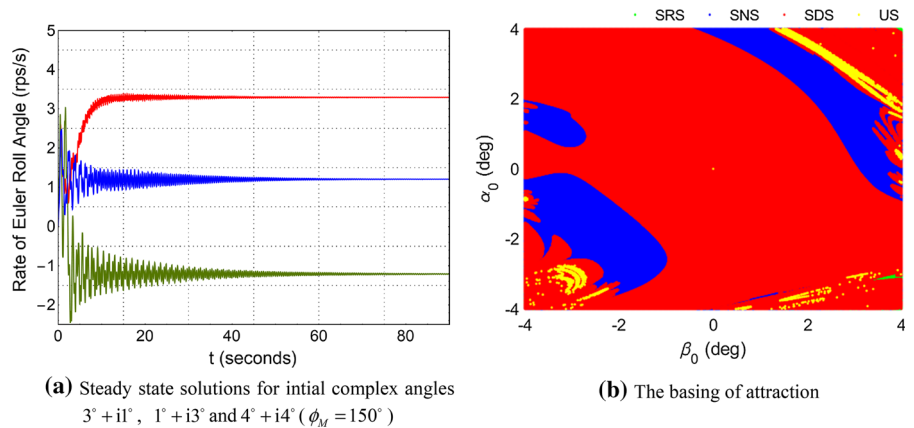 Rate of Euler Roll Angle (rps/s)
5
4
3
2
1
0
−1
−2
0
20
40
60
80
t (seconds)
(a) Steady state solutions for intial complex angles
3° + i1° , 1° + i3° and 4° + i4° ( ϕM = 150° )
SRS SNS SDS US
α0 (deg)
4
2
0
-2
-4
-4
-2
0
2
4
β0 (deg)
(b) The basing of attraction